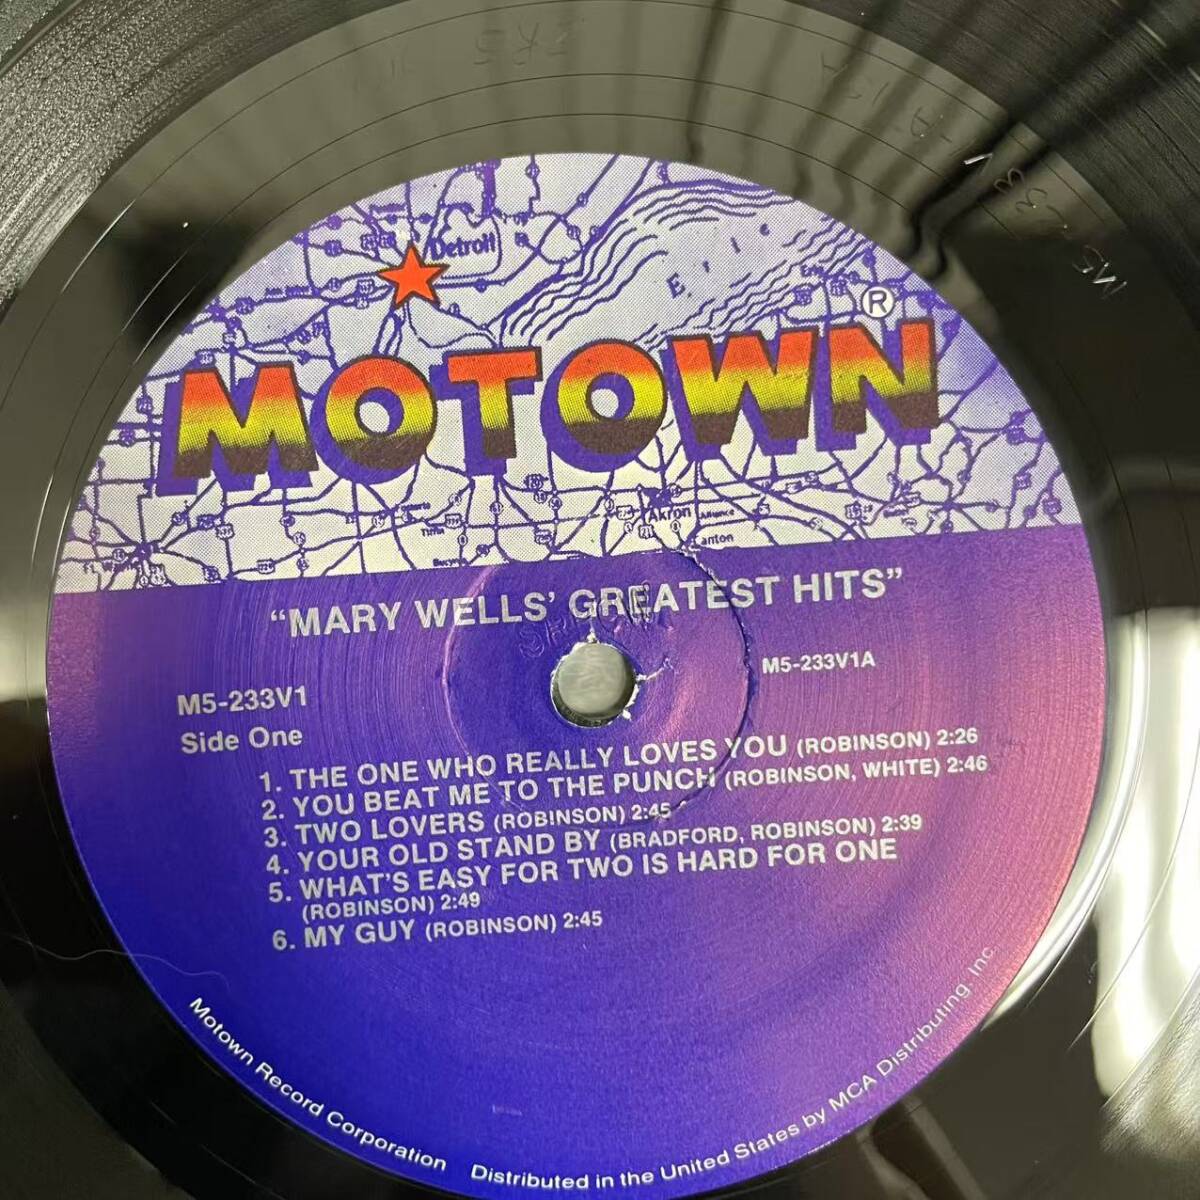 Detroit
Erie
Erie
®
MOTOWN
Akron
Alliance
Canton
"MARY WELLS' GREATEST HITS"
M5-233V1A
M5-233V1
Side One
1. THE ONE WHO REALLY LOVES YOU (ROBINSON) 2:26
2. YOU BEAT ME TO THE PUNCH (ROBINSON, WHITE) 2:46
3. TWO LOVERS (ROBINSON) 2:45
4. YOUR OLD STAND BY (BRADFORD, ROBINSON) 2:39
5. WHAT'S EASY FOR TWO IS HARD FOR ONE
(ROBINSON) 2:49
6. MY GUY (ROBINSON) 2:45
Motown Record Corporation Distributed in the United States by MCA Distributing Inc.